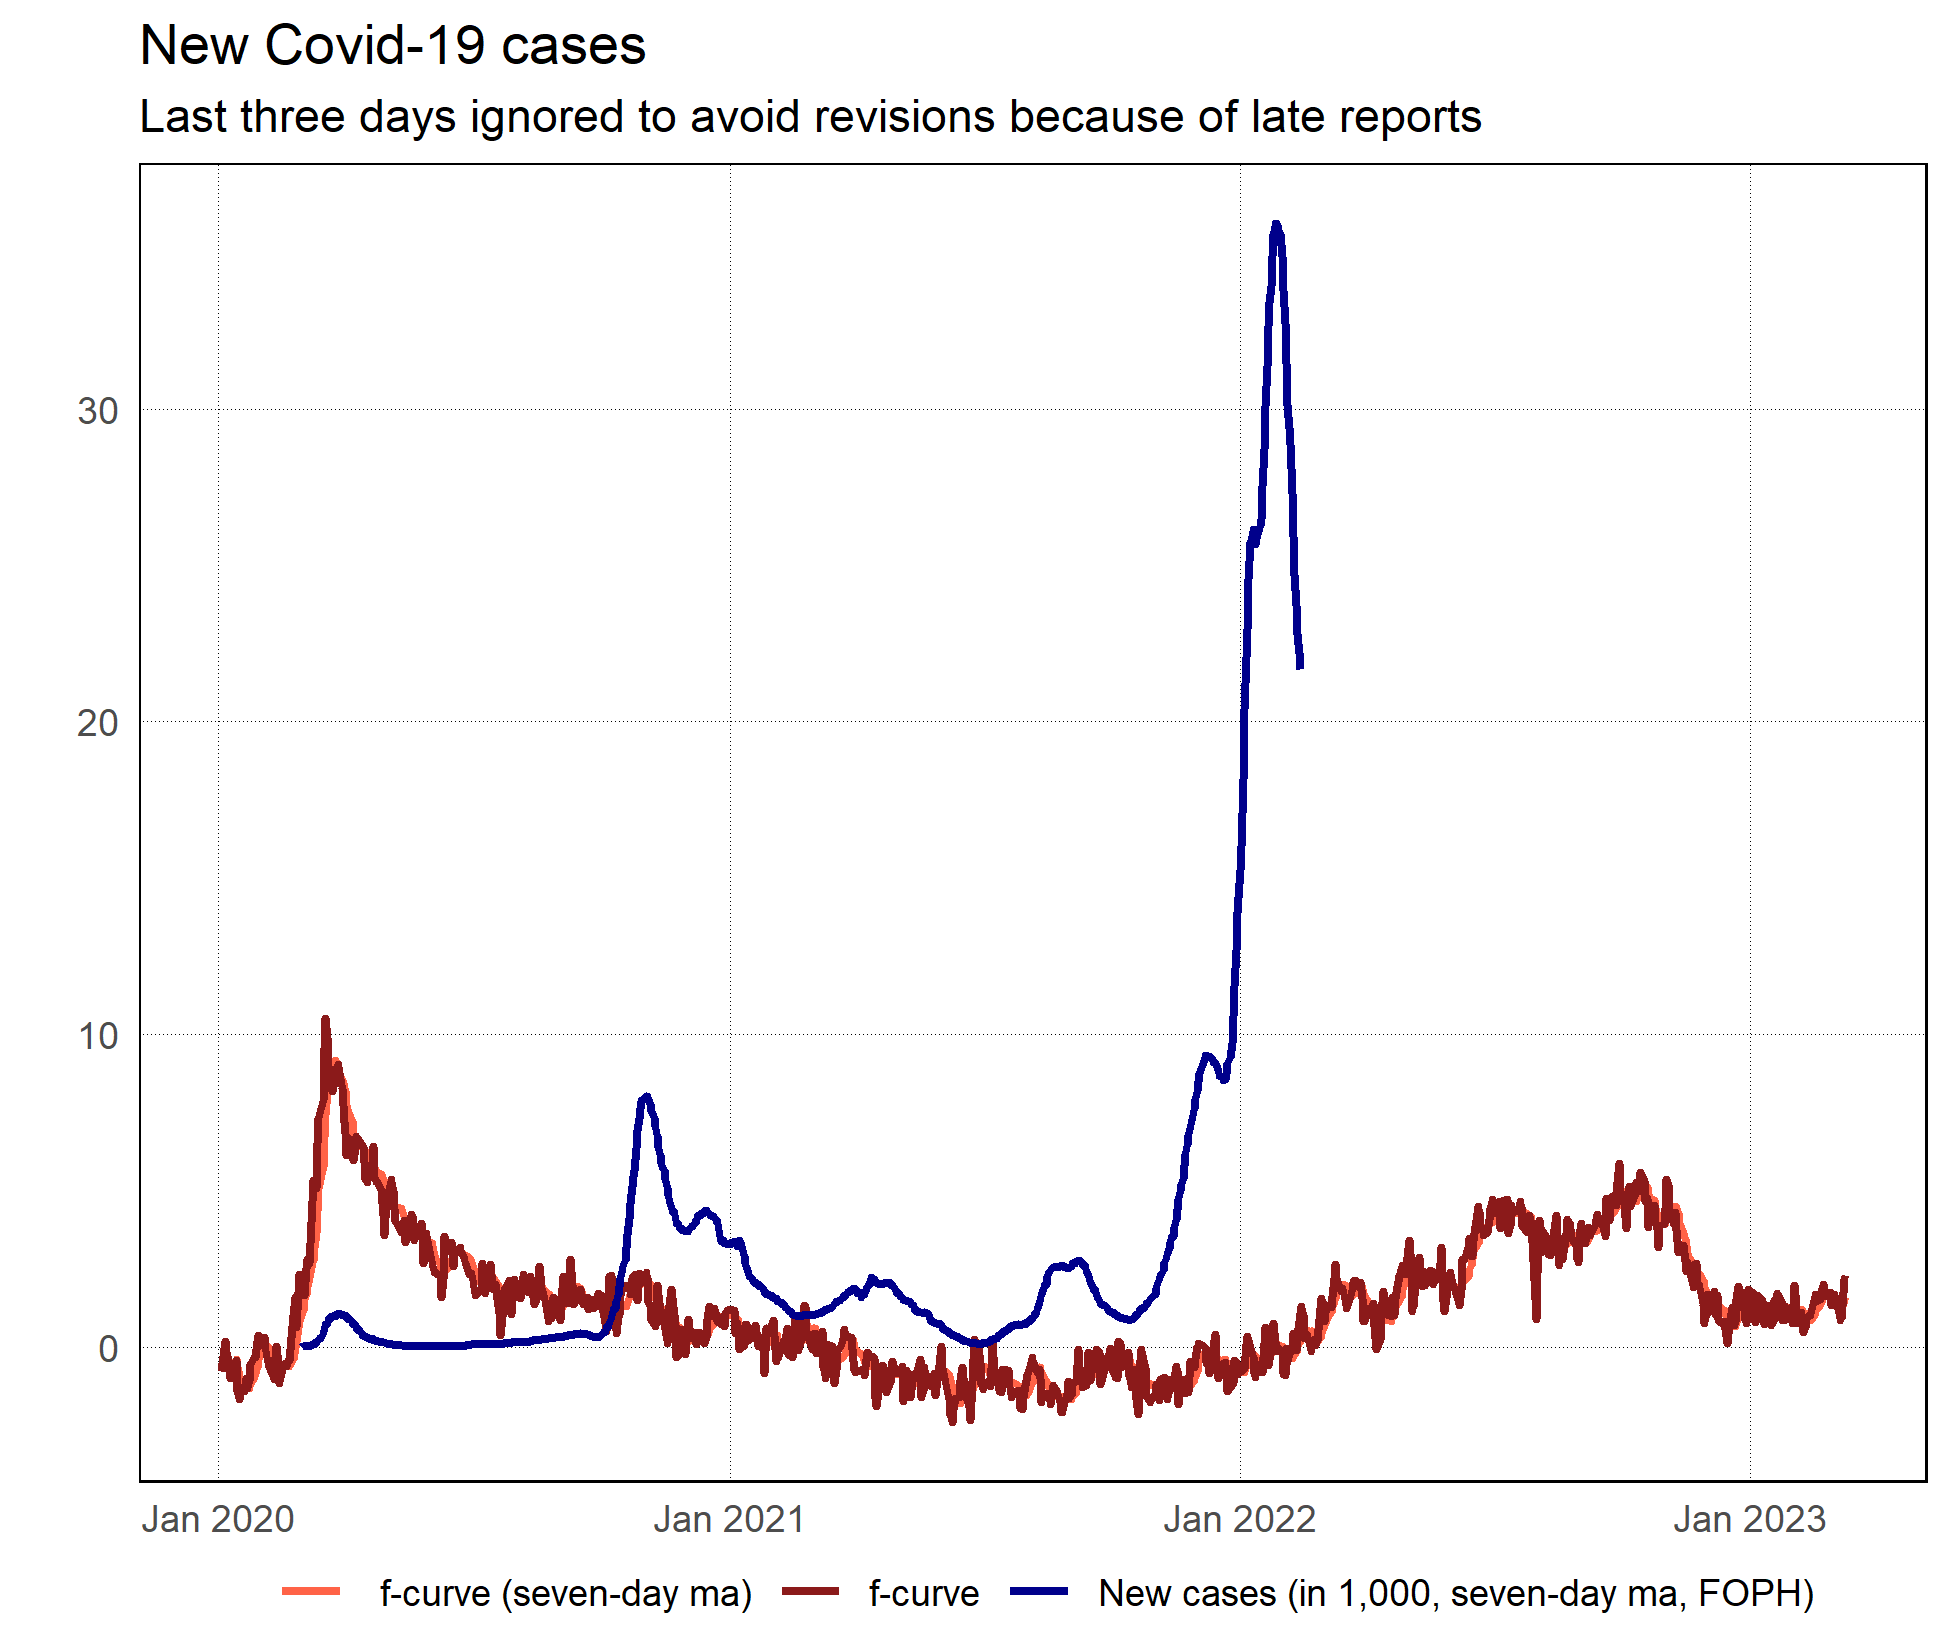 New Covid-19 cases
Last three days ignored to avoid revisions because of late reports
30
20
10
0
Jan 2020 Jan 2021 Jan 2022 Jan 2023
f-curve (seven-day ma) f-curve New cases (in 1,000, seven-day ma, FOPH)